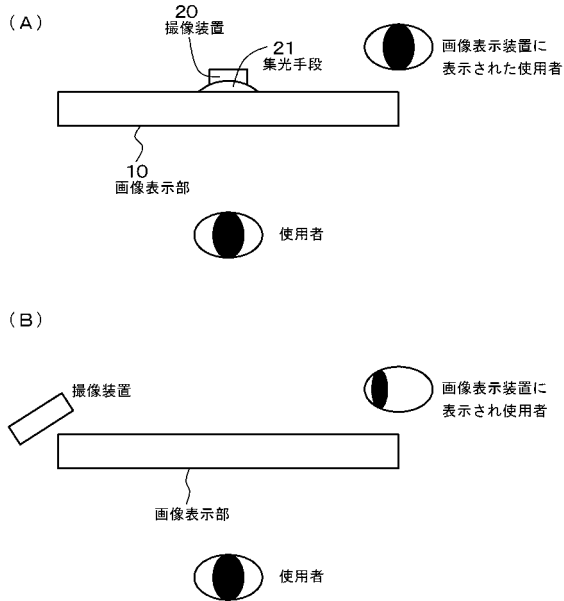 (A)
20
撮像装置
21
集光手段
画像表示装置に
表示された使用者
10
画像表示部
使用者
(B)
撮像装置
画像表示装置に
表示され使用者
画像表示部
使用者